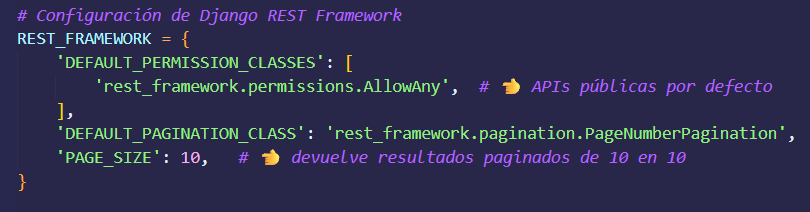 # Configuración de Django REST Framework
REST_FRAMEWORK = {
    'DEFAULT_PERMISSION_CLASSES': [
        'rest_framework.permissions.AllowAny',  # 👈 APIs públicas por defecto
    ],
    'DEFAULT_PAGINATION_CLASS': 'rest_framework.pagination.PageNumberPagination',
    'PAGE_SIZE': 10,   # 👈 devuelve resultados paginados de 10 en 10
}